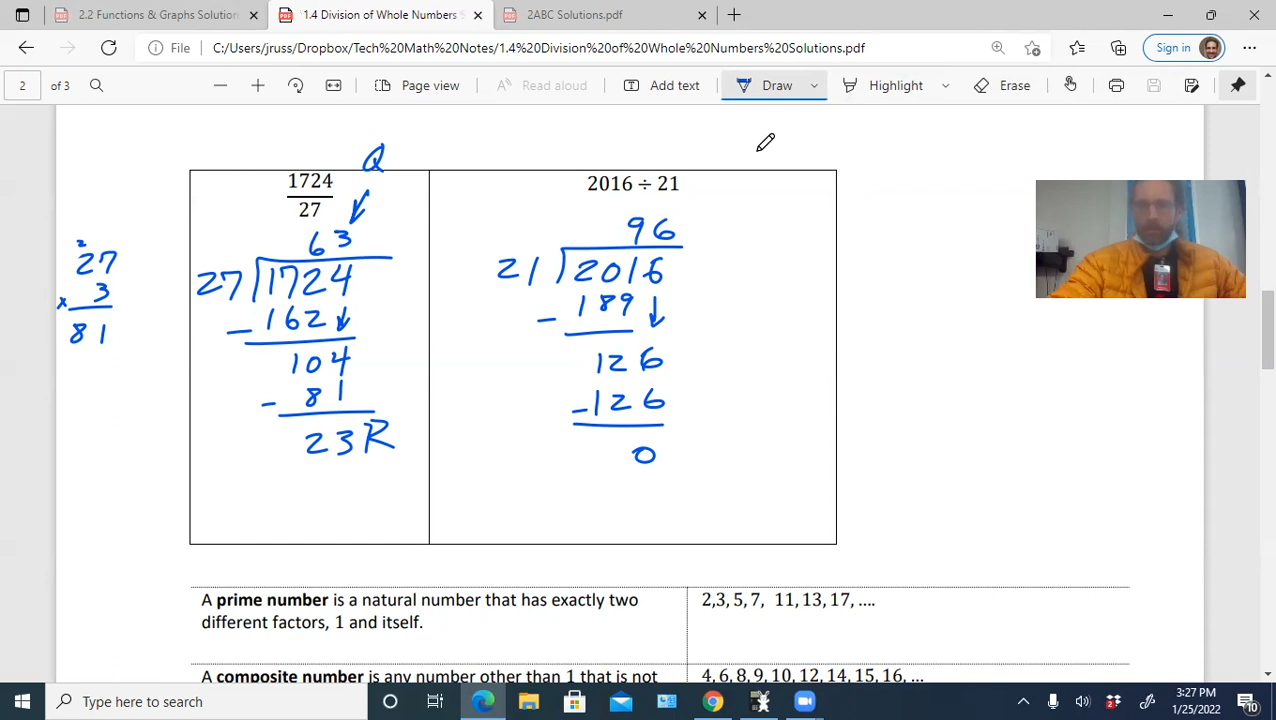 2.2 Functions & Graphs Solution
1.4 Division of Whole Numbers S
2ABC Solutions.pdf
File
C:/Users/jruss/Dropbox/Tech%20Math%20Notes/1.4%20Division%20of%20Whole%20Numbers%20Solutions.pdf
Sign in
2 of 3
Page view
Read aloud
Add text
Draw
Highlight
Erase
Q
1724
27
63
27 1724
- 162
104
- 81
23 R
2
27
x 3
81
2016 ÷ 21
96
21 2016
- 189
126
- 126
0
A prime number is a natural number that has exactly two
different factors, 1 and itself.
2,3, 5, 7, 11, 13, 17, ....
A composite number is any number other than 1 that is not
4, 6, 8, 9, 10, 12, 14, 15, 16, ...
Type here to search
3:27 PM
1/25/2022
2
10